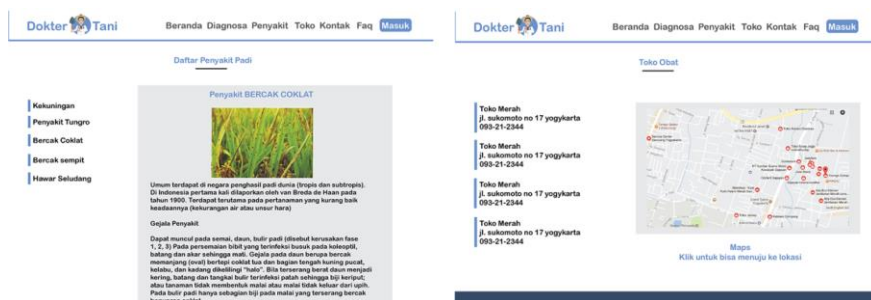 Dokter Tani
Beranda Diagnosa Penyakit Toko Kontak Faq Masuk
Daftar Penyakit Padi
Kekuningan
Penyakit Tungro
Bercak Coklat
Bercak sempit
Hawar Seludang
Penyakit BERCAK COKLAT
Umum terdapat di negara penghasil padi dunia (tropis dan subtropis).
Di Indonesia pertama kali dilaporkan oleh van Breda de Haan pada
tahun 1900. Terdapat terutama pada pertanaman yang kurang baik
keadaannya (kekurangan air atau unsur hara)
Gejala Penyakit
Dapat muncul pada semai, daun, bulir padi (disebut kerusakan fase
1, 2, 3) Pada persemaian bibit yang terinfeksi busuk pada koleoptil,
batang dan akar sehingga mati. Gejala pada daun berupa bercak
memanjang (oval) bertepi coklat tua dan bagian tengah kuning pucat,
kelabu, dan kadang dikelilingi "halo". Bila terserang berat daun menjadi
kering, batang dan tangkai bulir terinfeksi patah sehingga biji keriput;
atau tanaman tidak membentuk malai atau malai tidak keluar dari upih.
Pada bulir padi hanya sebagian biji pada malai yang terserang bercak
Dokter Tani
Beranda Diagnosa Penyakit Toko Kontak Faq Masuk
Toko Obat
Toko Merah
jl. sukomoto no 17 yogykarta
093-21-2344
Toko Merah
jl. sukomoto no 17 yogykarta
093-21-2344
Toko Merah
jl. sukomoto no 17 yogykarta
093-21-2344
Toko Merah
jl. sukomoto no 17 yogykarta
093-21-2344
Maps
Klik untuk bisa menuju ke lokasi